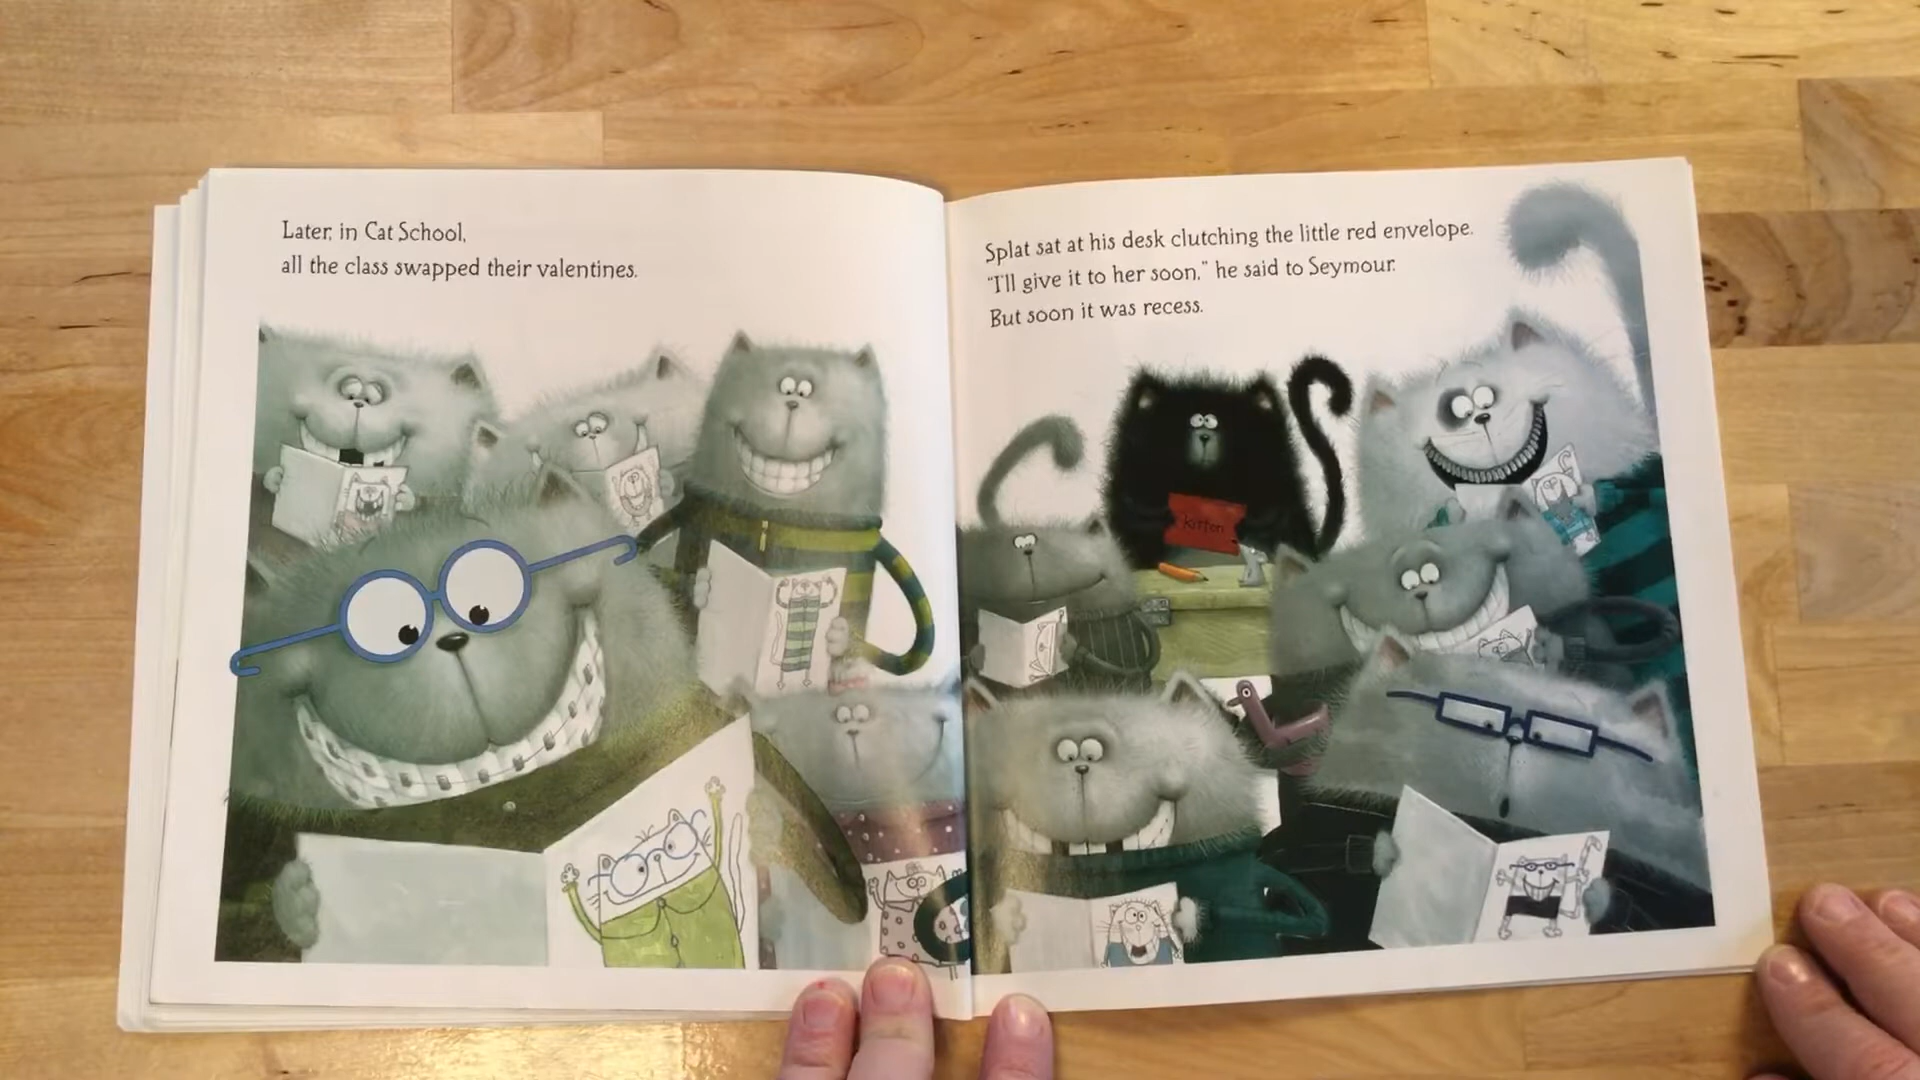 Later, in Cat School,
all the class swapped their valentines.
Splat sat at his desk clutching the little red envelope.
“I'll give it to her soon,” he said to Seymour.
But soon it was recess.
Kitten